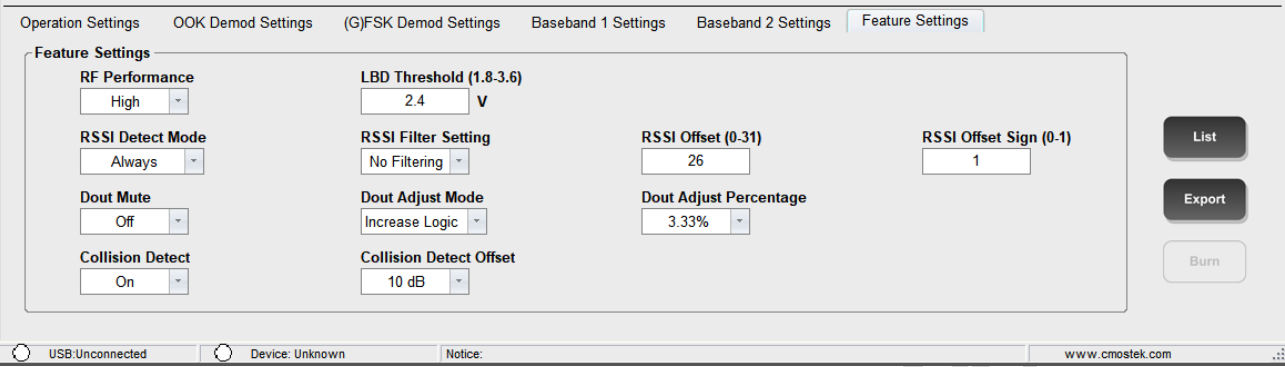 Operation Settings OOK Demod Settings (G)FSK Demod Settings Baseband 1 Settings Baseband 2 Settings Feature Settings
Feature Settings
RF Performance LBD Threshold (1.8-3.6)
High 2.4 V
RSSI Detect Mode RSSI Filter Setting RSSI Offset (0-31) RSSI Offset Sign (0-1) List
Always No Filtering 26 1
Dout Mute Dout Adjust Mode Dout Adjust Percentage Export
Off Increase Logic 3.33%
Collision Detect Collision Detect Offset Burn
On 10 dB
USB:Unconnected Device: Unknown Notice: www.cmostek.com